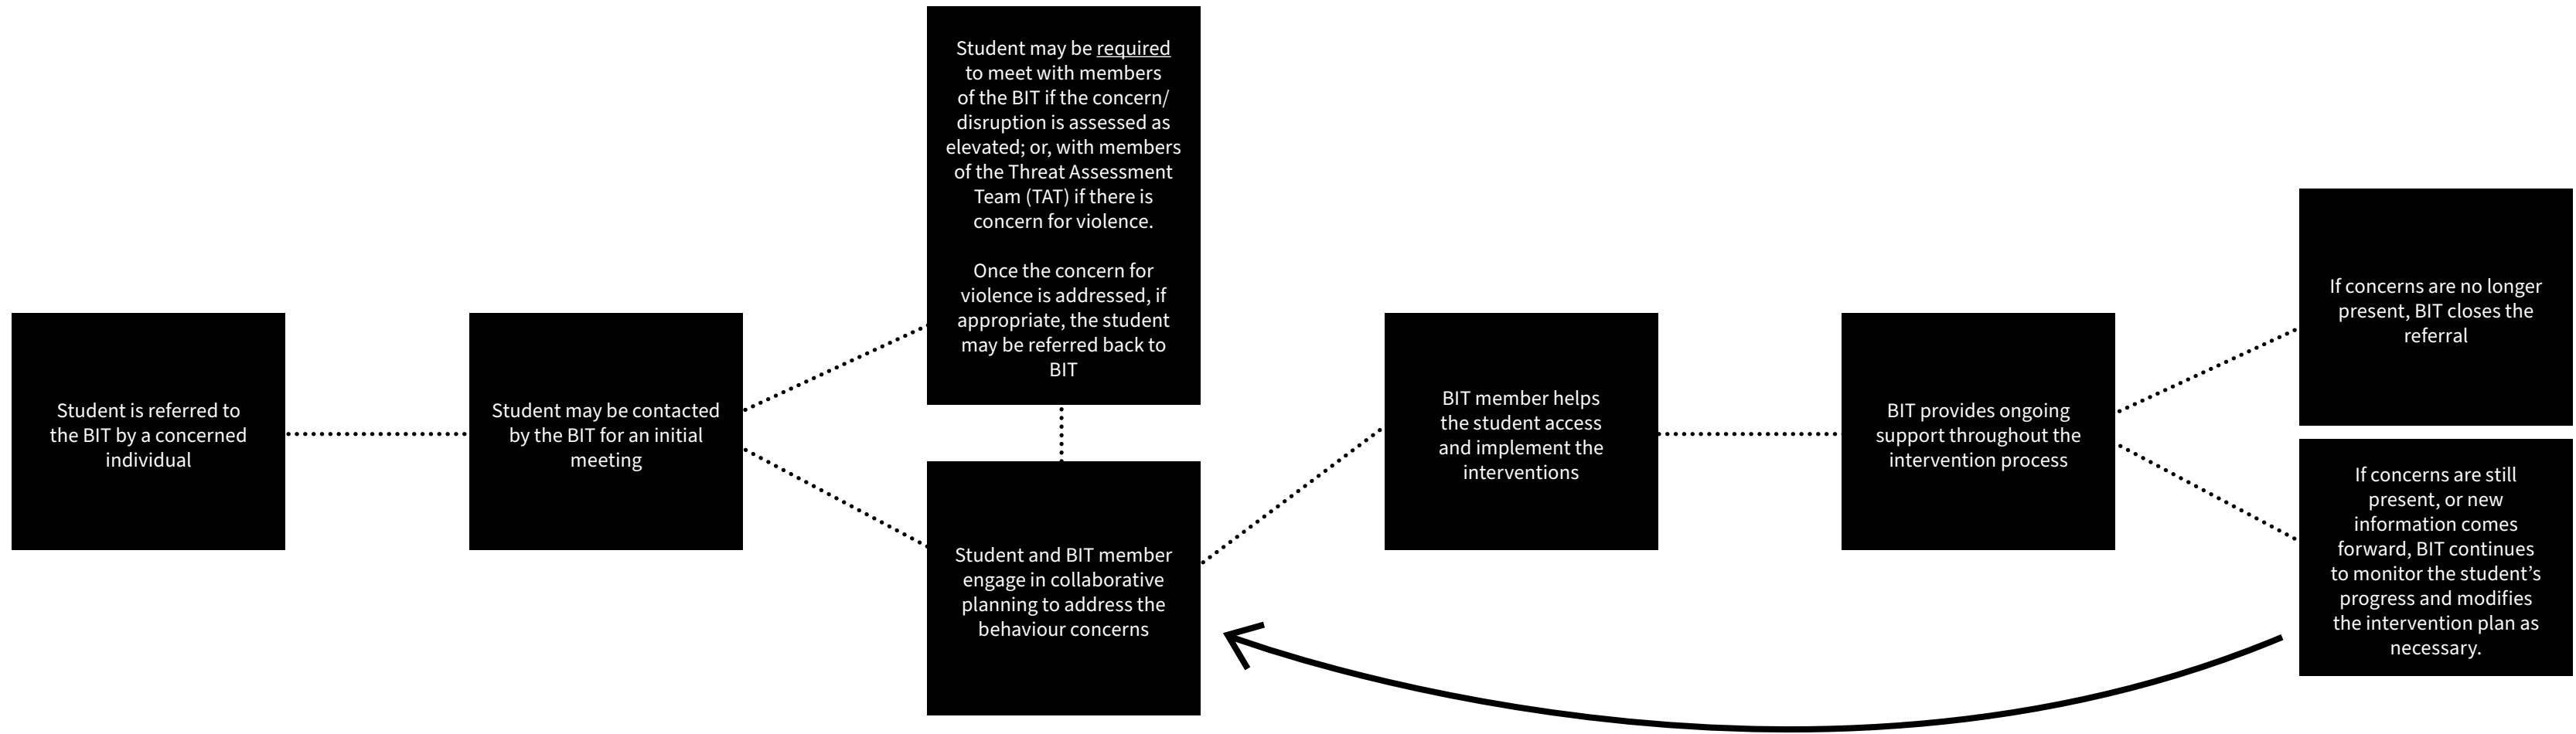 Student is referred to
the BIT by a concerned
individual
Student may be contacted
by the BIT for an initial
meeting
Student may be required
to meet with members
of the BIT if the concern/
disruption is assessed as
elevated; or, with members
of the Threat Assessment
Team (TAT) if there is
concern for violence.
Once the concern for
violence is addressed, if
appropriate, the student
may be referred back to
BIT
Student and BIT member
engage in collaborative
planning to address the
behaviour concerns
BIT member helps
the student access
and implement the
interventions
BIT provides ongoing
support throughout the
intervention process
If concerns are no longer
present, BIT closes the
referral
If concerns are still
present, or new
information comes
forward, BIT continues
to monitor the student’s
progress and modifies
the intervention plan as
necessary.